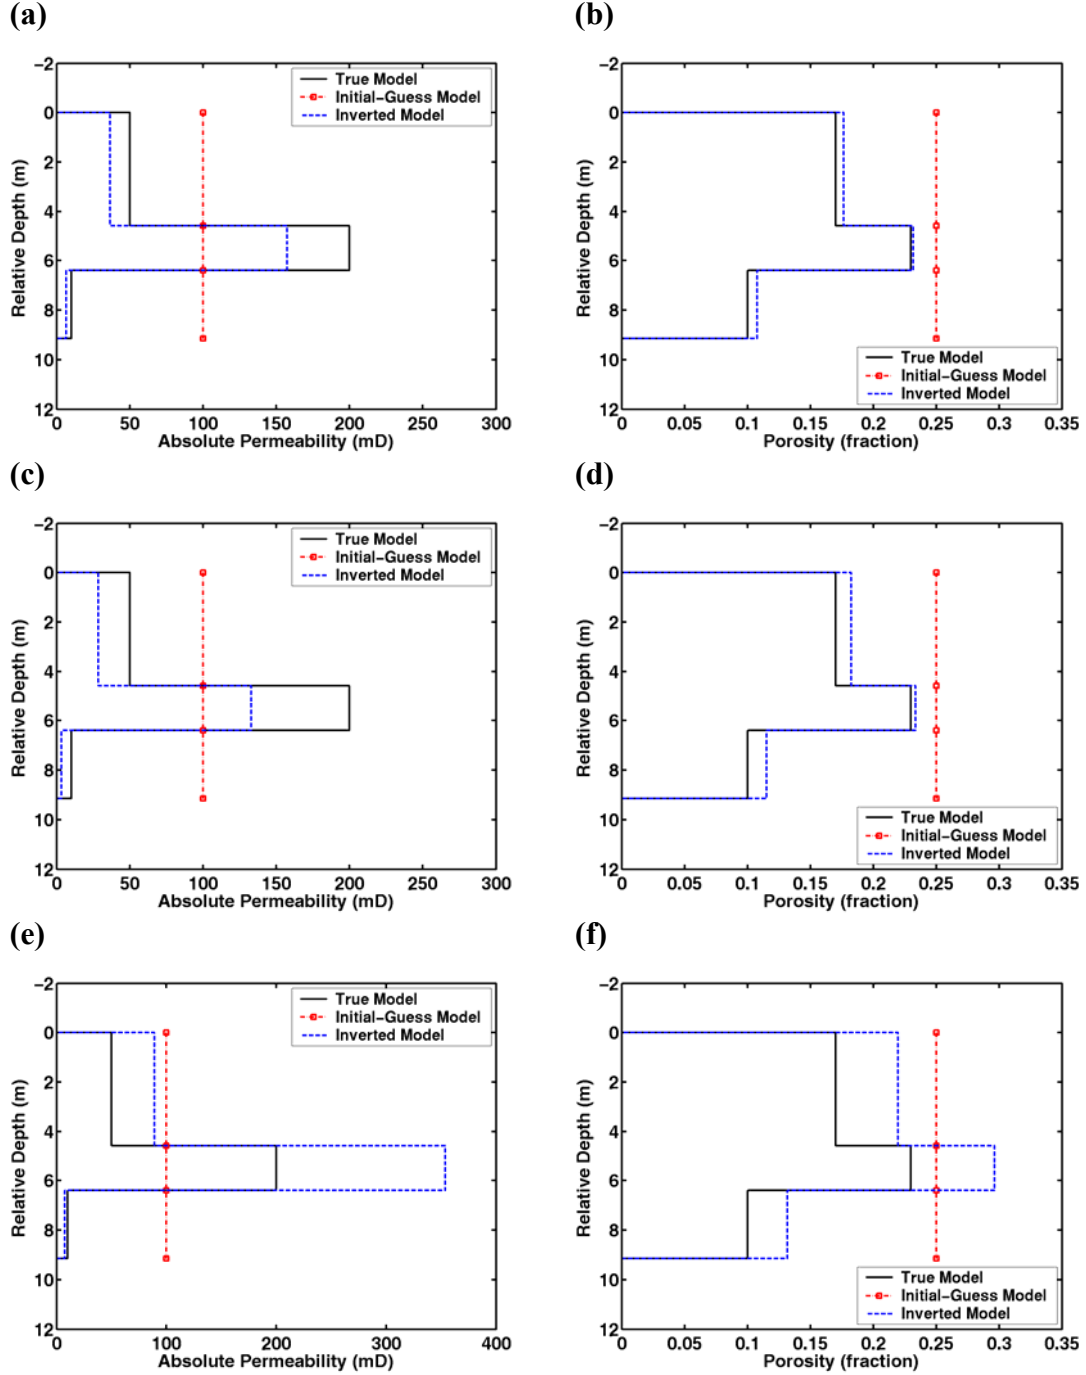 (a)
−2
0
2
4
6
8
10
12
Relative Depth (m)
True Model
Initial−Guess Model
Inverted Model
0 50 100 150 200 250 300
Absolute Permeability (mD)
(b)
−2
0
2
4
6
8
10
12
Relative Depth (m)
True Model
Initial−Guess Model
Inverted Model
0 0.05 0.1 0.15 0.2 0.25 0.3 0.35
Porosity (fraction)
(c)
−2
0
2
4
6
8
10
12
Relative Depth (m)
True Model
Initial−Guess Model
Inverted Model
0 50 100 150 200 250 300
Absolute Permeability (mD)
(d)
−2
0
2
4
6
8
10
12
Relative Depth (m)
True Model
Initial−Guess Model
Inverted Model
0 0.05 0.1 0.15 0.2 0.25 0.3 0.35
Porosity (fraction)
(e)
−2
0
2
4
6
8
10
12
Relative Depth (m)
True Model
Initial−Guess Model
Inverted Model
0 100 200 300 400
Absolute Permeability (mD)
(f)
−2
0
2
4
6
8
10
12
Relative Depth (m)
True Model
Initial−Guess Model
Inverted Model
0 0.05 0.1 0.15 0.2 0.25 0.3 0.35
Porosity (fraction)